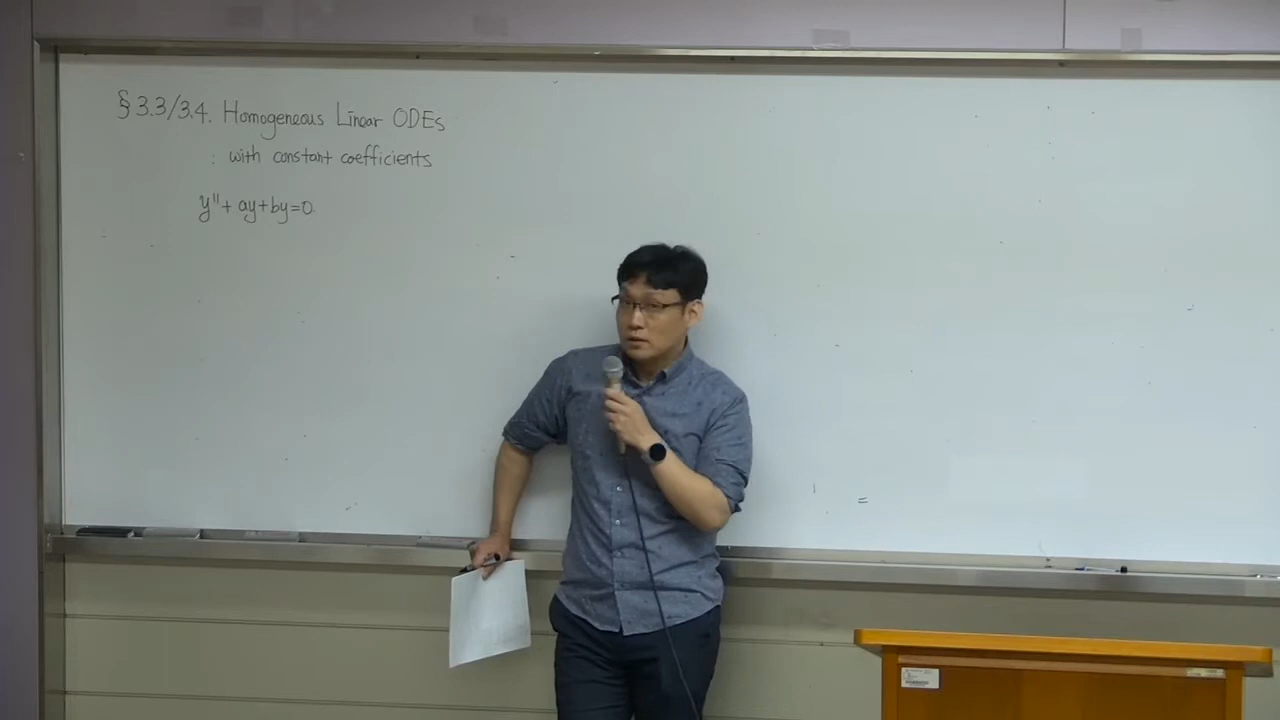 § 3.3/3.4. Homogeneous Linear ODEs
: with constant coefficients
y"+ ay+by=0.